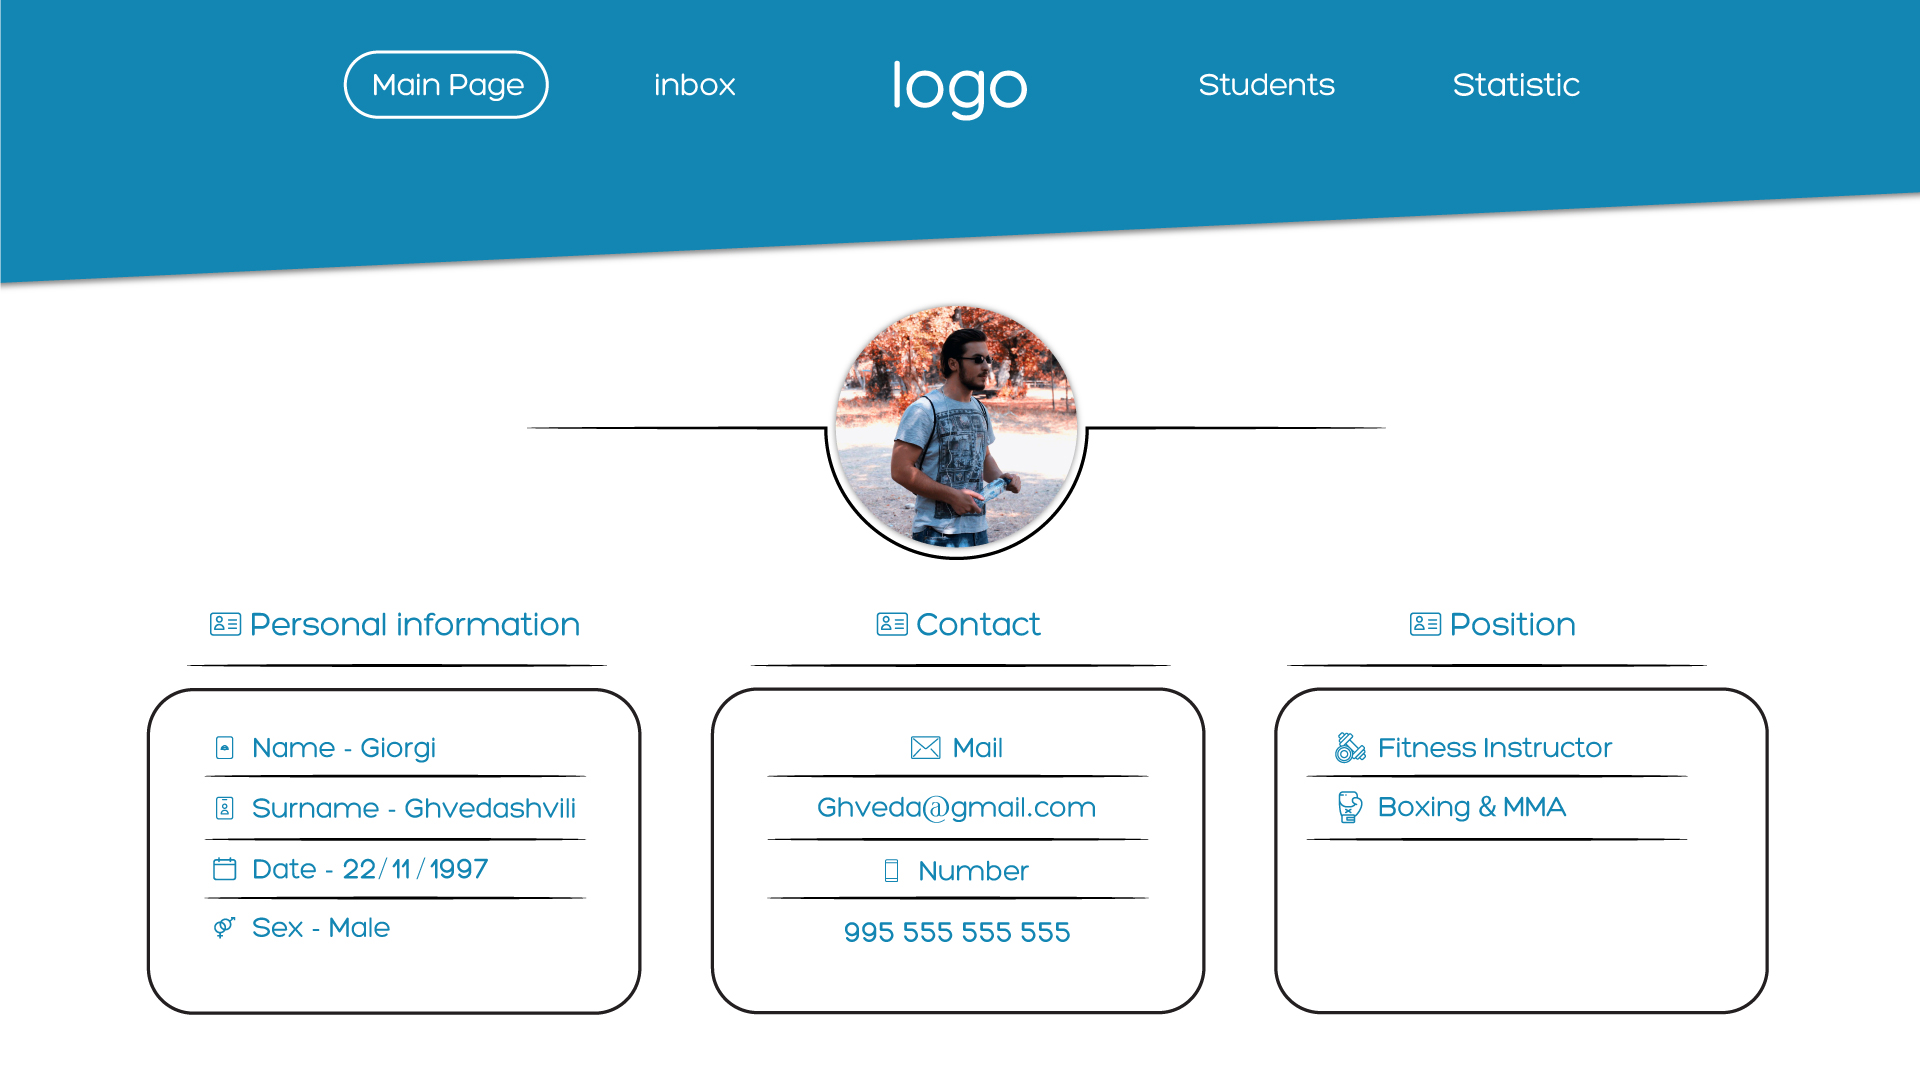 Main Page
inbox
logo
Students
Statistic
Personal information
Name - Giorgi
Surname - Ghvedashvili
Date - 22/11/1997
Sex - Male
Contact
Mail
Ghveda@gmail.com
Number
995 555 555 555
Position
Fitness Instructor
Boxing & MMA